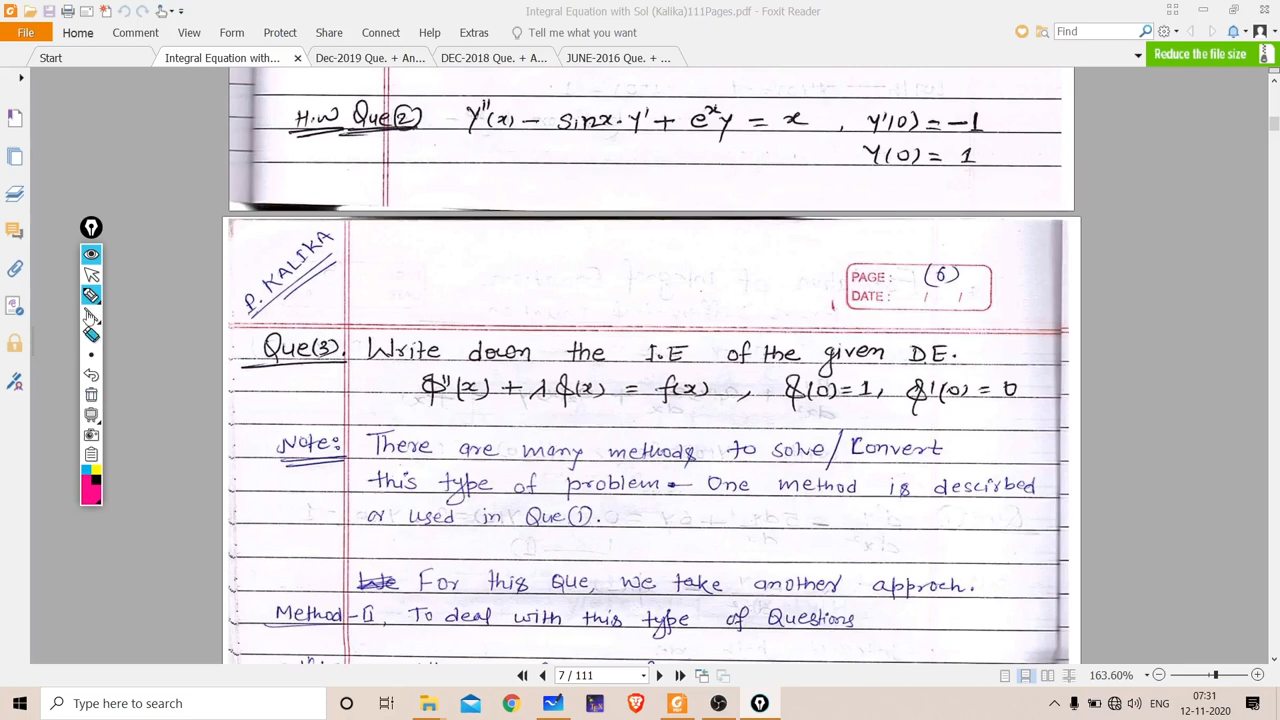 Integral Equation with Sol (Kalika)111Pages.pdf - Foxit Reader
File Home Comment View Form Protect Share Connect Help Extras Tell me what you want Find
Start Integral Equation with... Dec-2019 Que. + An... DEC-2018 Que. + A... JUNE-2016 Que. + ... Reduce the file size
H.W Que(2) y''(x) - sinx.y' + e^x y = x , y'(0) = -1
y(0) = 1
P. KALIKA
PAGE: (6)
DATE: / /
Que(3) Write down the I.E of the given D.E.
φ''(x) + λ φ(x) = f(x) , φ(0)=1, φ'(0) = 0
Note: There are many methods to solve/Convert
this type of problem - One method is descirbed
or used in Que(1).
For this Que, we take another approch.
Method-II, To deal with this type of Questions
7 / 111
163.60%
Type here to search
ENG
07:31
12-11-2020